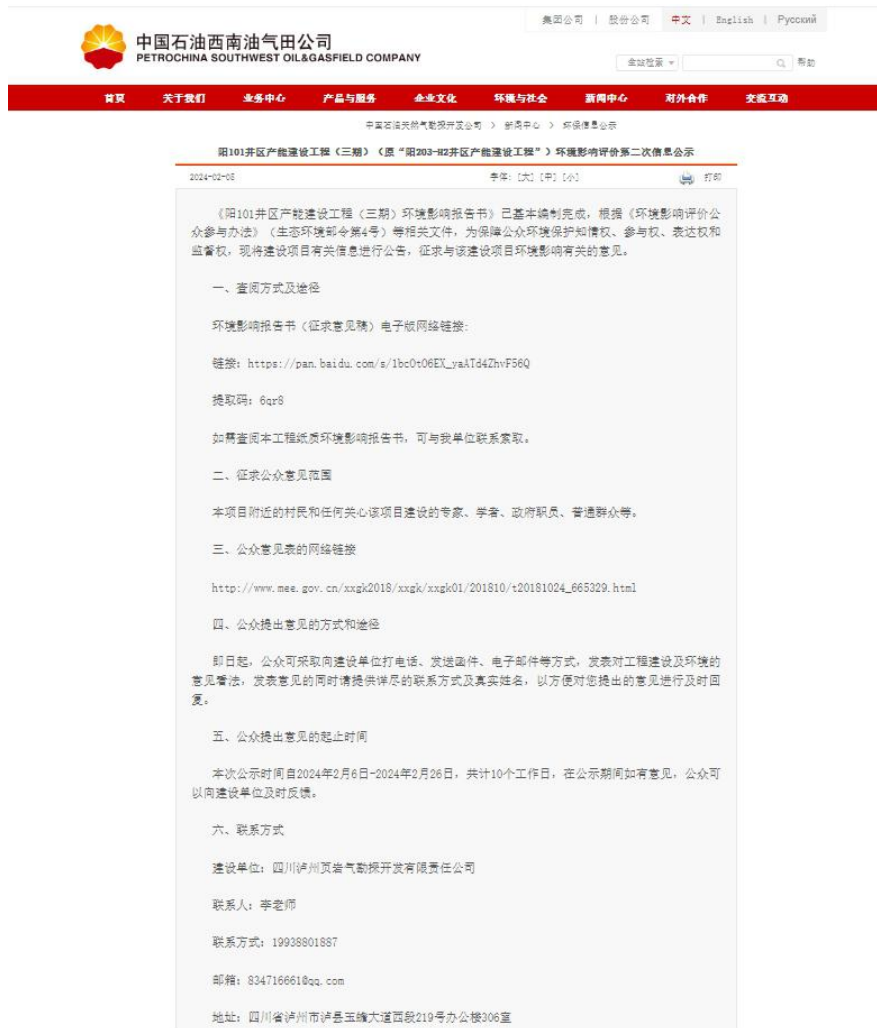 集团公司 | 股份公司 中文 | English | Русский
中国石油西南油气田公司
PETROCHINA SOUTHWEST OIL&GASFIELD COMPANY
全站检索 帮助
首页 关于我们 业务中心 产品与服务 企业文化 环境与社会 新闻中心 对外合作 交流互动
中国石油天然气勘探开发公司 > 新闻中心 > 环保信息公示
阳101井区产能建设工程(三期)(原“阳203-H2井区产能建设工程”)环境影响评价第二次信息公示
2024-02-05 字体:[大] [中] [小] 打印
《阳101井区产能建设工程(三期)环境影响报告书》已基本编制完成,根据《环境影响评价公
众参与办法》(生态环境部令第4号)等相关文件,为保障公众环境保护知情权、参与权、表达权和
监督权,现将建设项目有关信息进行公告,征求与该建设项目环境影响有关的意见。
一、查阅方式及途径
环境影响报告书(征求意见稿)电子版网络链接:
链接: https://pan.baidu.com/s/1bcOtO6EX_yaATd4ZhvF56Q
提取码: 6qr8
如需查阅本工程纸质环境影响报告书,可与我单位联系索取。
二、征求公众意见范围
本项目附近的村民和任何关心该项目建设的专家、学者、政府职员、普通群众等。
三、公众意见表的网络链接
http://www.mee.gov.cn/xxgk2018/xxgk/xxgk01/201810/t20181024_665329.html
四、公众提出意见的方式和途径
即日起,公众可采取向建设单位打电话、发送函件、电子邮件等方式,发表对工程建设及环境的
意见看法,发表意见的同时请提供详尽的联系方式及真实姓名,以方便对您提出的意见进行及时回
复。
五、公众提出意见的起止时间
本次公示时间自2024年2月6日-2024年2月26日,共计10个工作日,在公示期间如有意见,公众可
以向建设单位及时反馈。
六、联系方式
建设单位:四川泸州页岩气勘探开发有限责任公司
联系人:李老师
联系方式:19938801887
邮箱:834716661@qq.com
地址:四川省泸州市泸县玉蟾大道西段219号办公楼306室